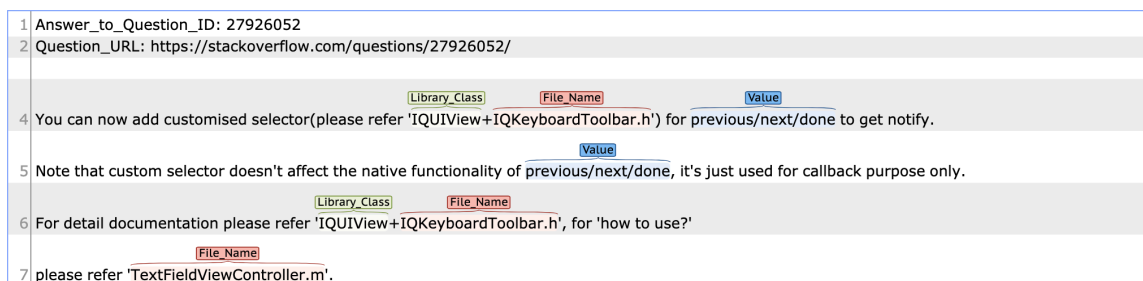 1 Answer_to_Question_ID: 27926052
2 Question_URL: https://stackoverflow.com/questions/27926052/
Library_Class File_Name Value
4 You can now add customised selector(please refer 'IQUIView+IQKeyboardToolbar.h') for previous/next/done to get notify.
Value
5 Note that custom selector doesn't affect the native functionality of previous/next/done, it's just used for callback purpose only.
Library_Class File_Name
6 For detail documentation please refer 'IQUIView+IQKeyboardToolbar.h', for 'how to use?'
File_Name
7 please refer 'TextFieldViewController.m'.